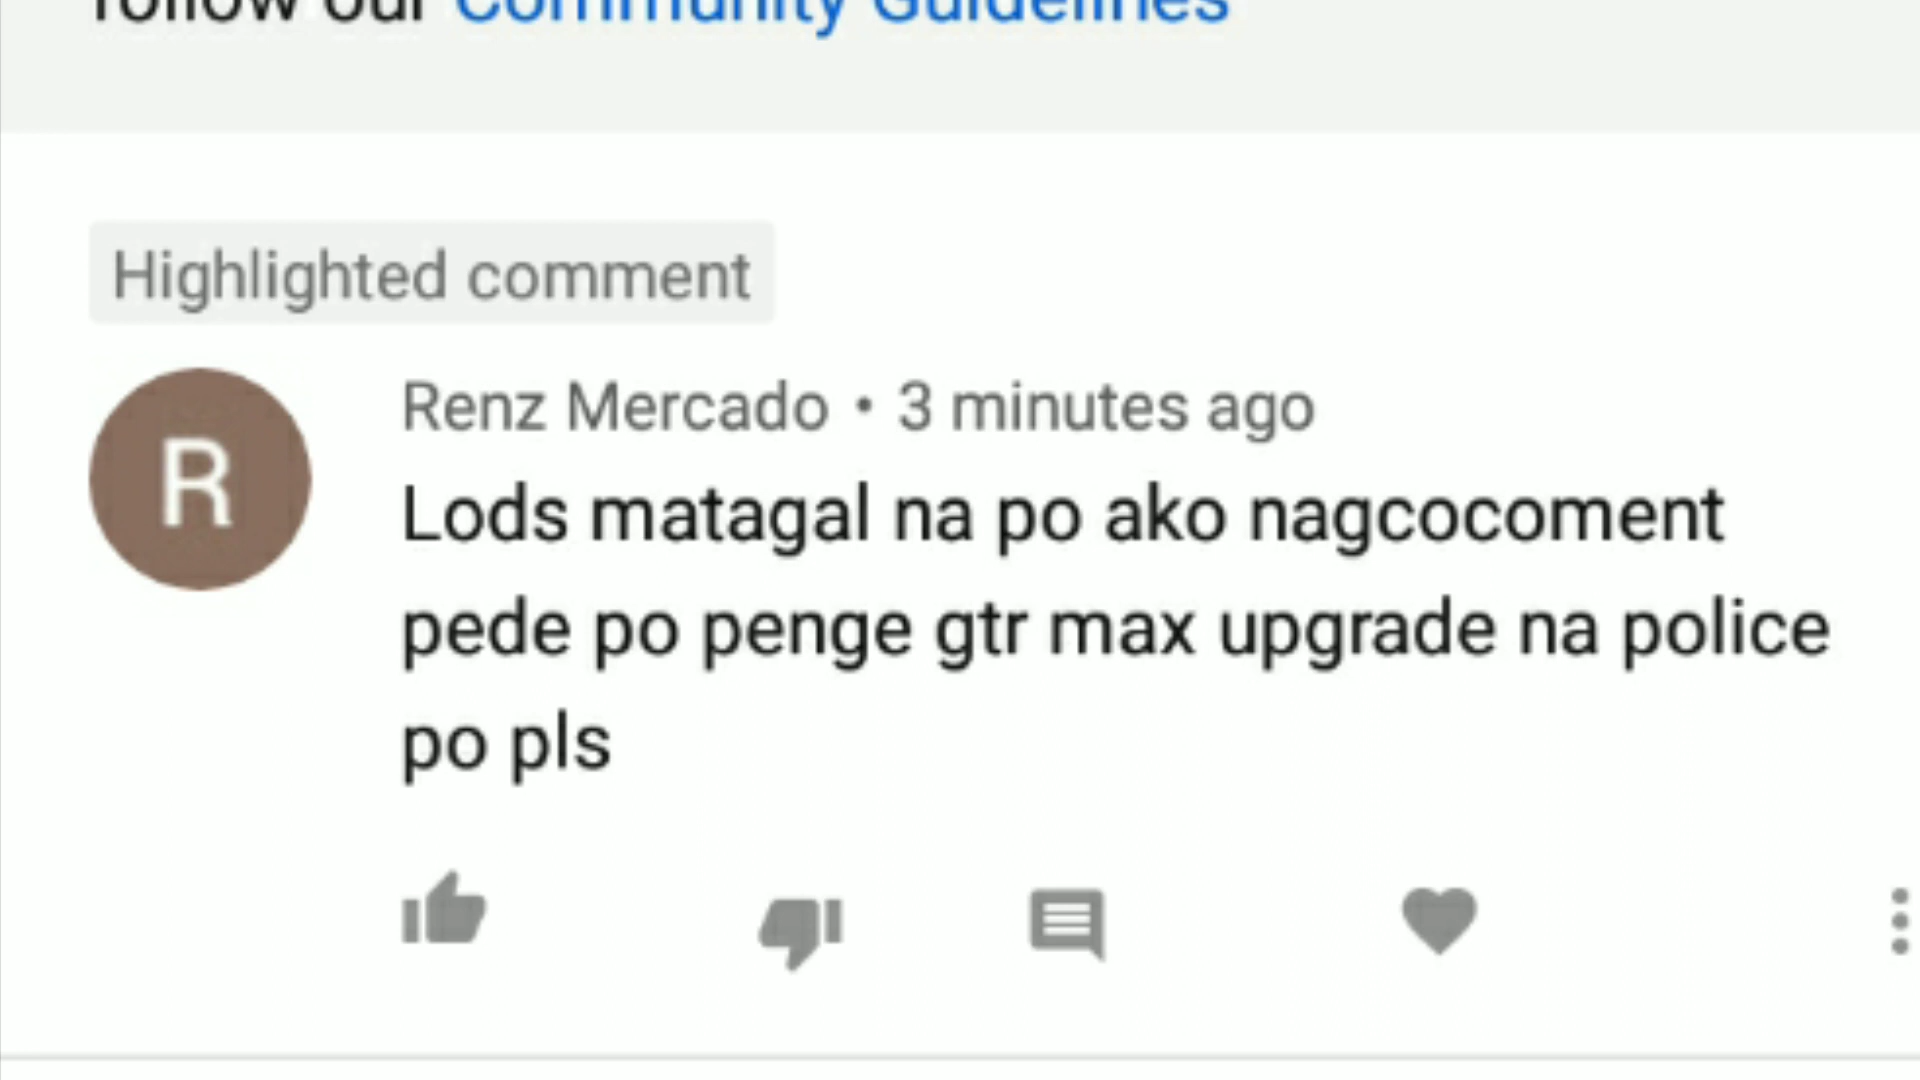 follow our Community Guidelines
Highlighted comment
R
Renz Mercado • 3 minutes ago
Lods matagal na po ako nagcocoment
pede po penge gtr max upgrade na police
po pls